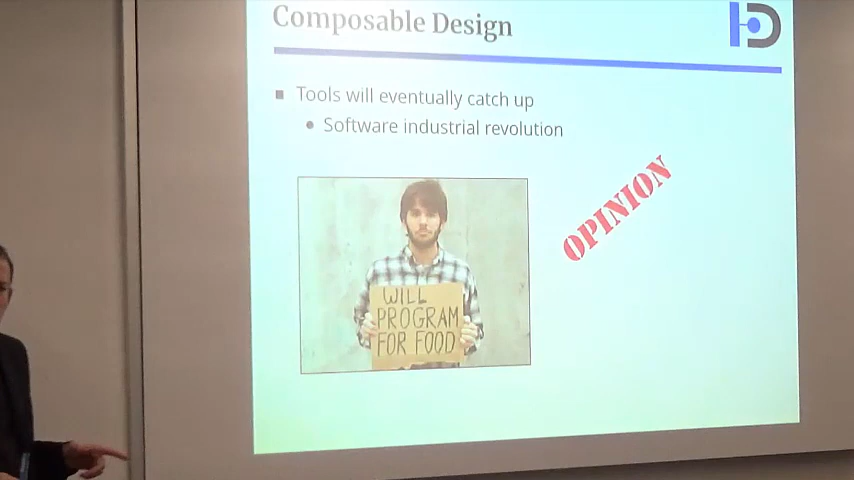 Composable Design
Tools will eventually catch up
Software industrial revolution
OPINION
WILL
PROGRAM
FOR FOOD